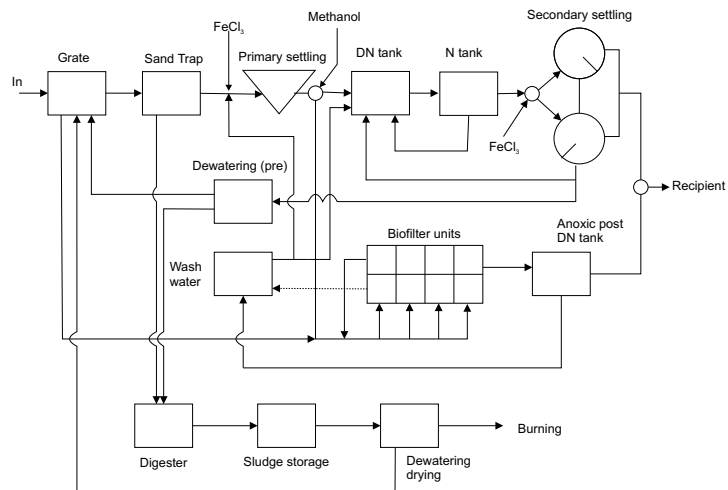 Methanol
Secondary settling
FeCl₃
Grate
Sand Trap
Primary settling
DN tank
N tank
In
FeCl₃
Dewatering (pre)
Recipient
Anoxic post
DN tank
Biofilter units
Wash
water
Burning
Digester
Sludge storage
Dewatering
drying